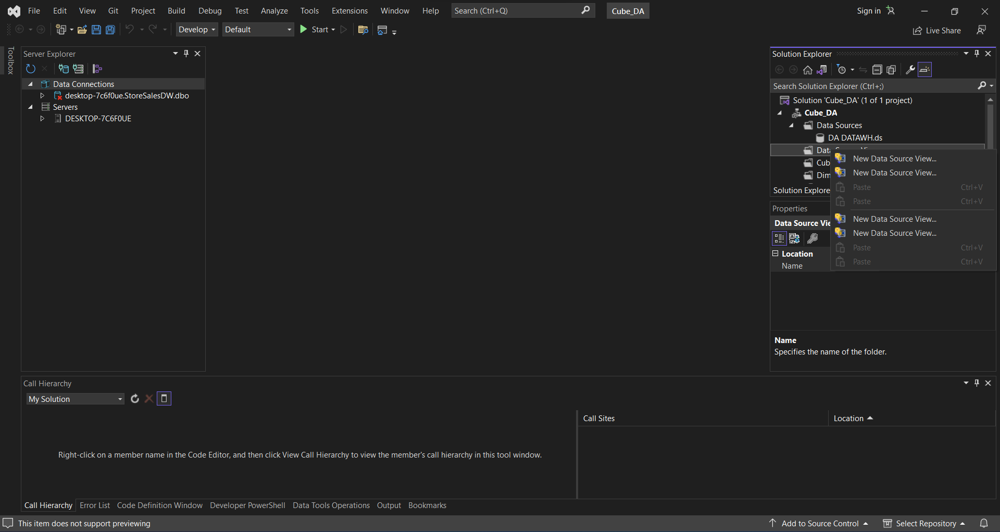 File Edit View Git Project Build Debug Test Analyze Tools Extensions Window Help Search (Ctrl+Q) Cube_DA Sign in
Develop Default Start Live Share
Toolbox
Server Explorer
Data Connections
desktop-7c6f0ue.StoreSalesDW.dbo
Servers
DESKTOP-7C6F0UE
Solution Explorer
Search Solution Explorer (Ctrl+;)
Solution 'Cube_DA' (1 of 1 project)
Cube_DA
Data Sources
DA DATAWH.ds
Data
Cub
Dim
Solution Explore
New Data Source View...
New Data Source View...
Paste Ctrl+V
Paste Ctrl+V
New Data Source View...
New Data Source View...
Paste Ctrl+V
Paste Ctrl+V
Properties
Data Source Vie
Location
Name
Name
Specifies the name of the folder.
Call Hierarchy
My Solution
Call Sites Location
Right-click on a member name in the Code Editor, and then click View Call Hierarchy to view the member's call hierarchy in this tool window.
Call Hierarchy Error List Code Definition Window Developer PowerShell Data Tools Operations Output Bookmarks
This item does not support previewing Add to Source Control Select Repository